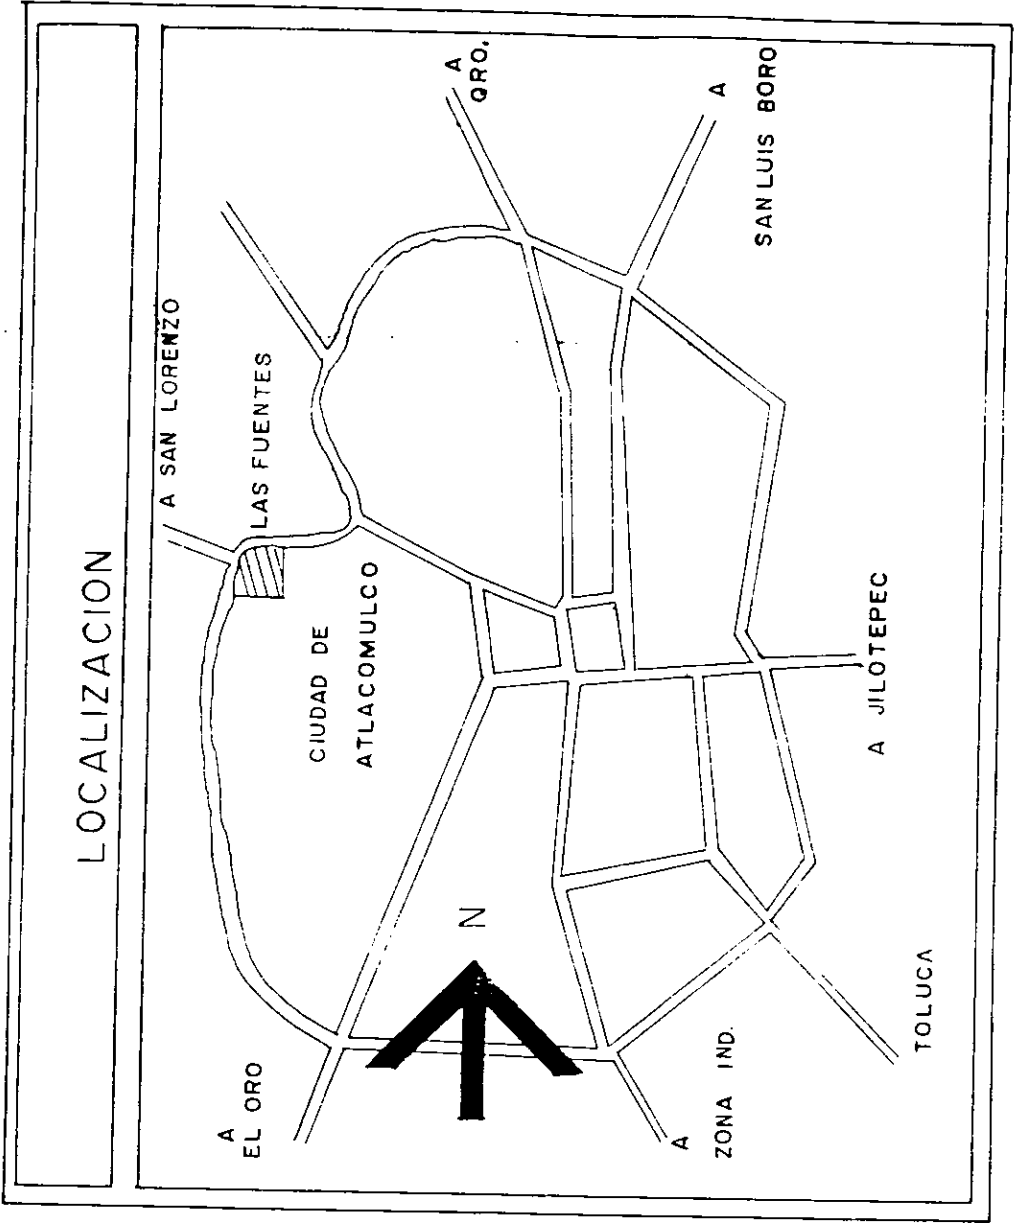 LOCALIZACION
A SAN LORENZO
LAS FUENTES
A
QRO.
A
SAN LUIS BORO
CIUDAD DE
ATLACOMULCO
A JILOTEPEC
N
A
EL ORO
A
ZONA IND.
TOLUCA